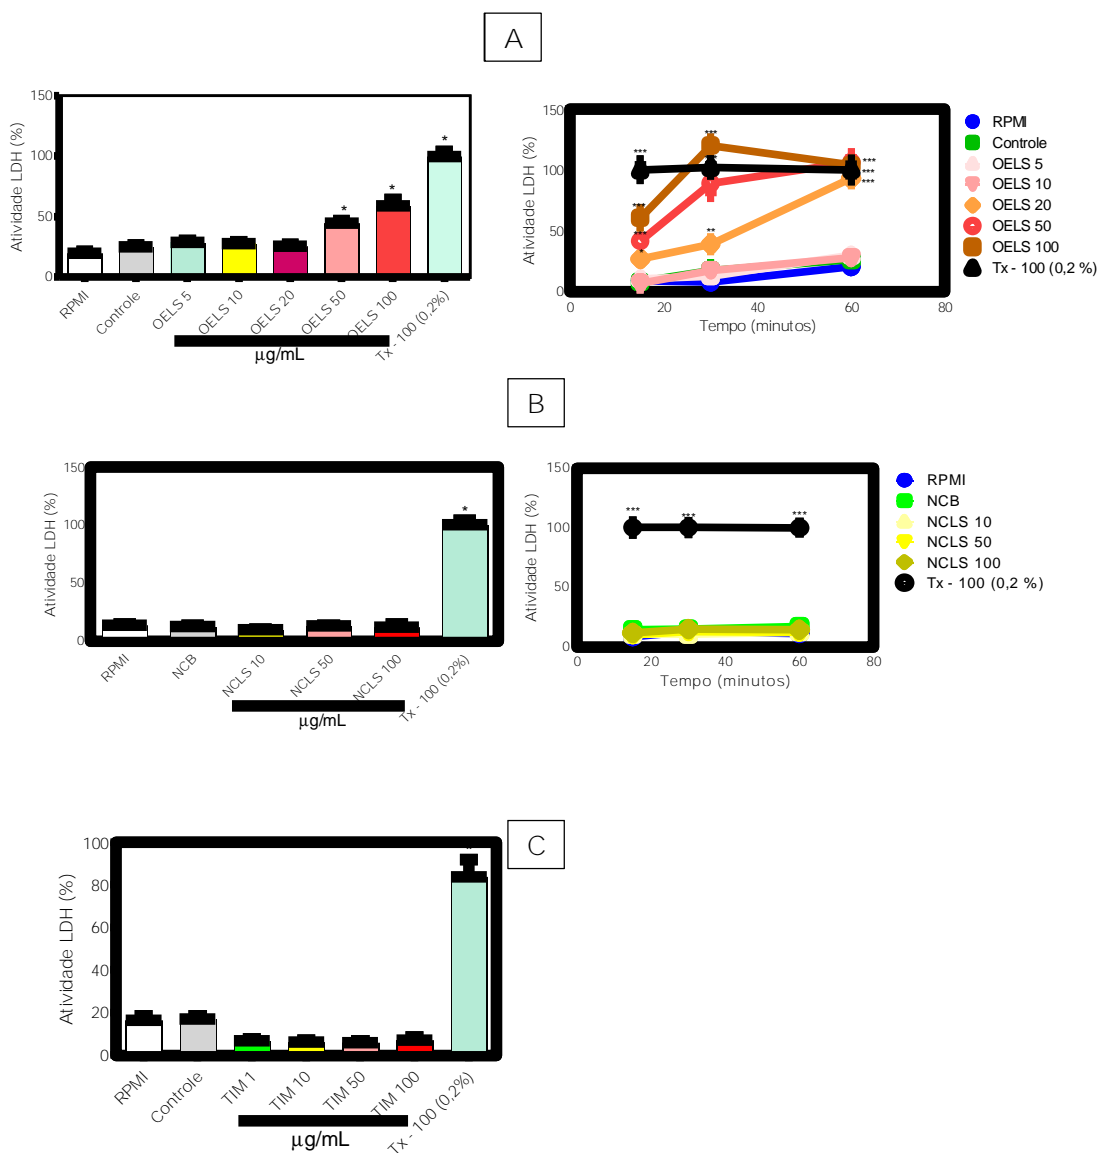 A
Atividade LDH (%)
150
100
50
0
*
*
*
RPMI
Controle
OELS 5
OELS 10
OELS 20
OELS 50
OELS 100
Tx - 100 (0,2%)
µg/mL
Atividade LDH (%)
150
100
50
0
20
40
60
80
Tempo (minutos)
***
***
***
*
***
**
***
***
***
RPMI
Controle
OELS 5
OELS 10
OELS 20
OELS 50
OELS 100
Tx - 100 (0,2 %)
B
Atividade LDH (%)
150
100
50
0
*
RPMI
NCB
NCLS 10
NCLS 50
NCLS 100
Tx - 100 (0,2%)
µg/mL
Atividade LDH (%)
150
100
50
0
0
20
40
60
80
Tempo (minutos)
***
***
***
RPMI
NCB
NCLS 10
NCLS 50
NCLS 100
Tx - 100 (0,2 %)
C
Atividade LDH (%)
100
80
60
40
20
0
RPMI
Controle
TIM 1
TIM 10
TIM 50
TIM 100
Tx - 100 (0,2%)
µg/mL